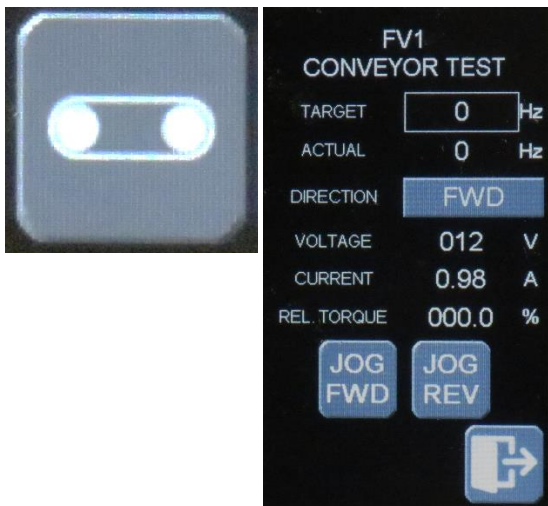 FV1
CONVEYOR TEST
TARGET 0 Hz
ACTUAL 0 Hz
DIRECTION FWD
VOLTAGE 012 V
CURRENT 0.98 A
REL. TORQUE 000.0 %
JOG FWD JOG REV